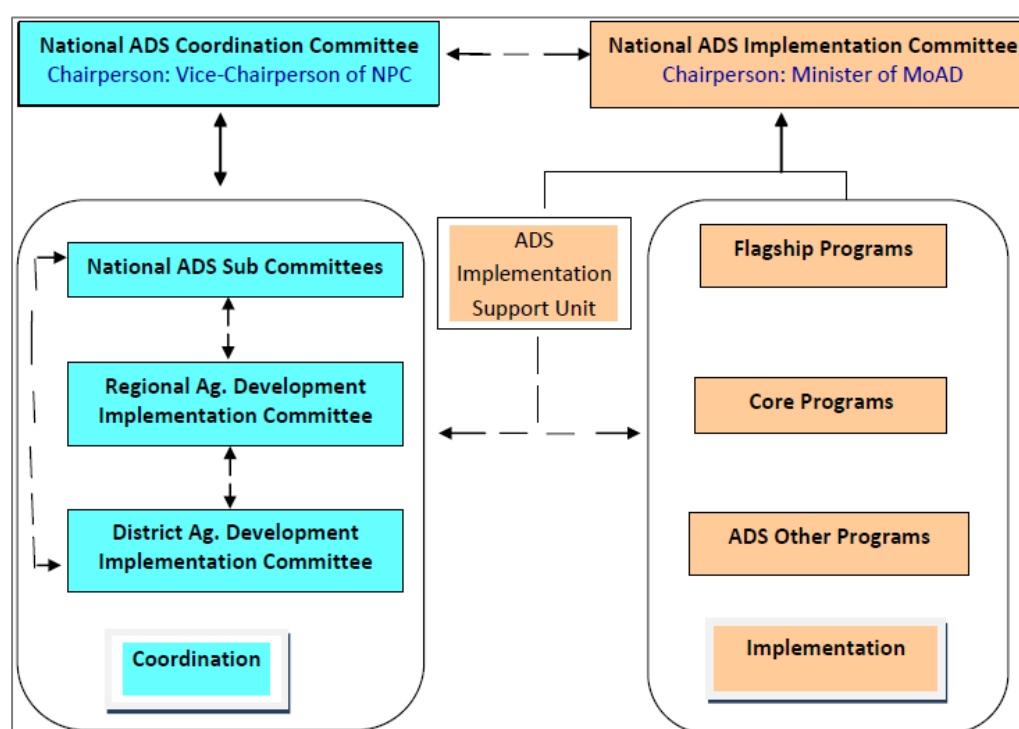 National ADS Coordination Committee
Chairperson: Vice-Chairperson of NPC
National ADS Implementation Committee
Chairperson: Minister of MoAD
National ADS Sub Committees
Regional Ag. Development
Implementation Committee
District Ag. Development
Implementation Committee
Coordination
ADS
Implementation
Support Unit
Flagship Programs
Core Programs
ADS Other Programs
Implementation